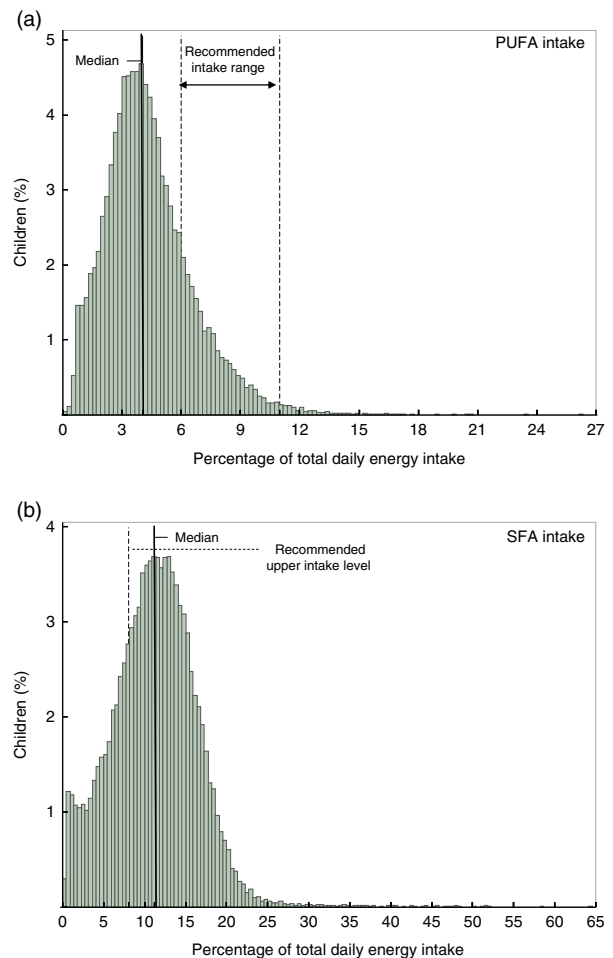 (a)
PUFA intake
Median
Recommended
intake range
Children (%)
5
4
3
2
1
0 3 6 9 12 15 18 21 24 27
Percentage of total daily energy intake
(b)
SFA intake
Median
Recommended
upper intake level
Children (%)
4
3
2
1
0 5 10 15 20 25 30 35 40 45 50 55 60 65
Percentage of total daily energy intake